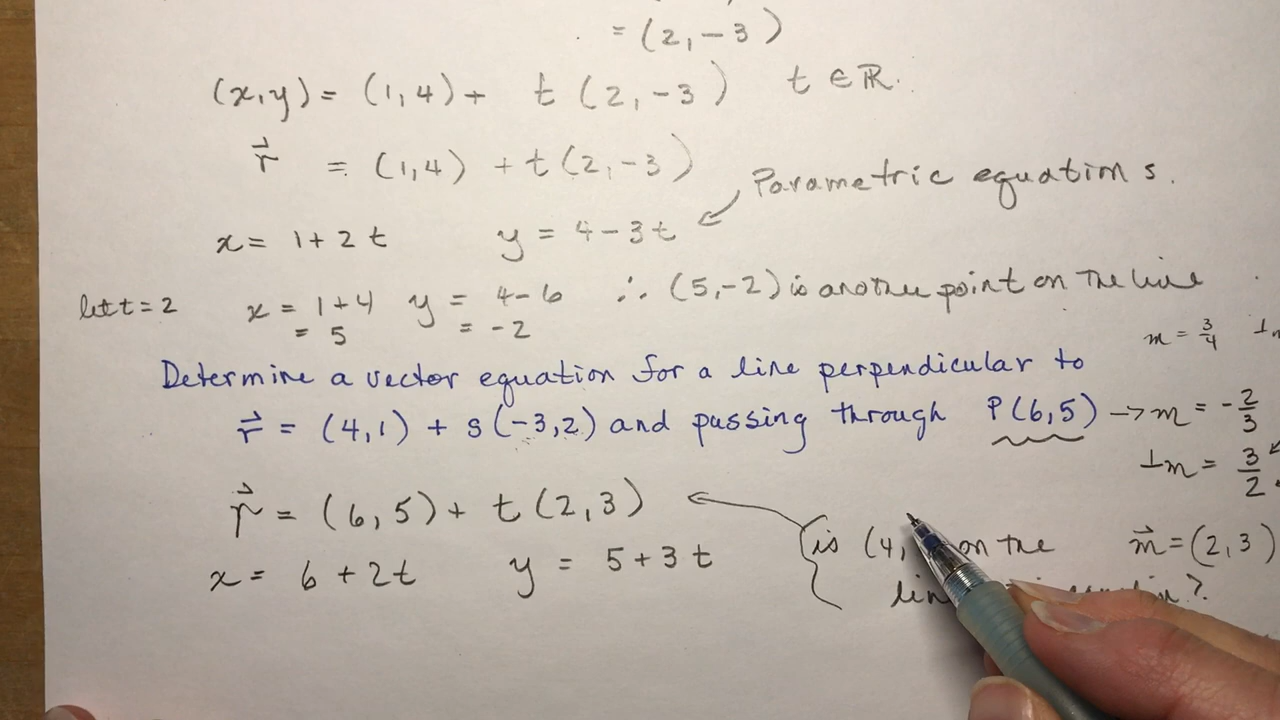 = (2,-3)
(x,y) = (1,4) + t (2,-3) t ∈ ℝ.
r⃗ = (1,4) + t(2,-3)
Parametric equations.
x = 1+2t y = 4-3t
let t=2 x = 1+4 y = 4-6 ∴ (5,-2) is another point on the line
= 5 = -2
m = 3/4 ⊥m
Determine a vector equation for a line perpendicular to
r⃗ = (4,1) + s(-3,2) and passing through P(6,5) → m = -2/3
⊥m = 3/2
r⃗ = (6,5) + t(2,3)
is (4, on the m⃗ = (2,3)
x = 6+2t y = 5+3t